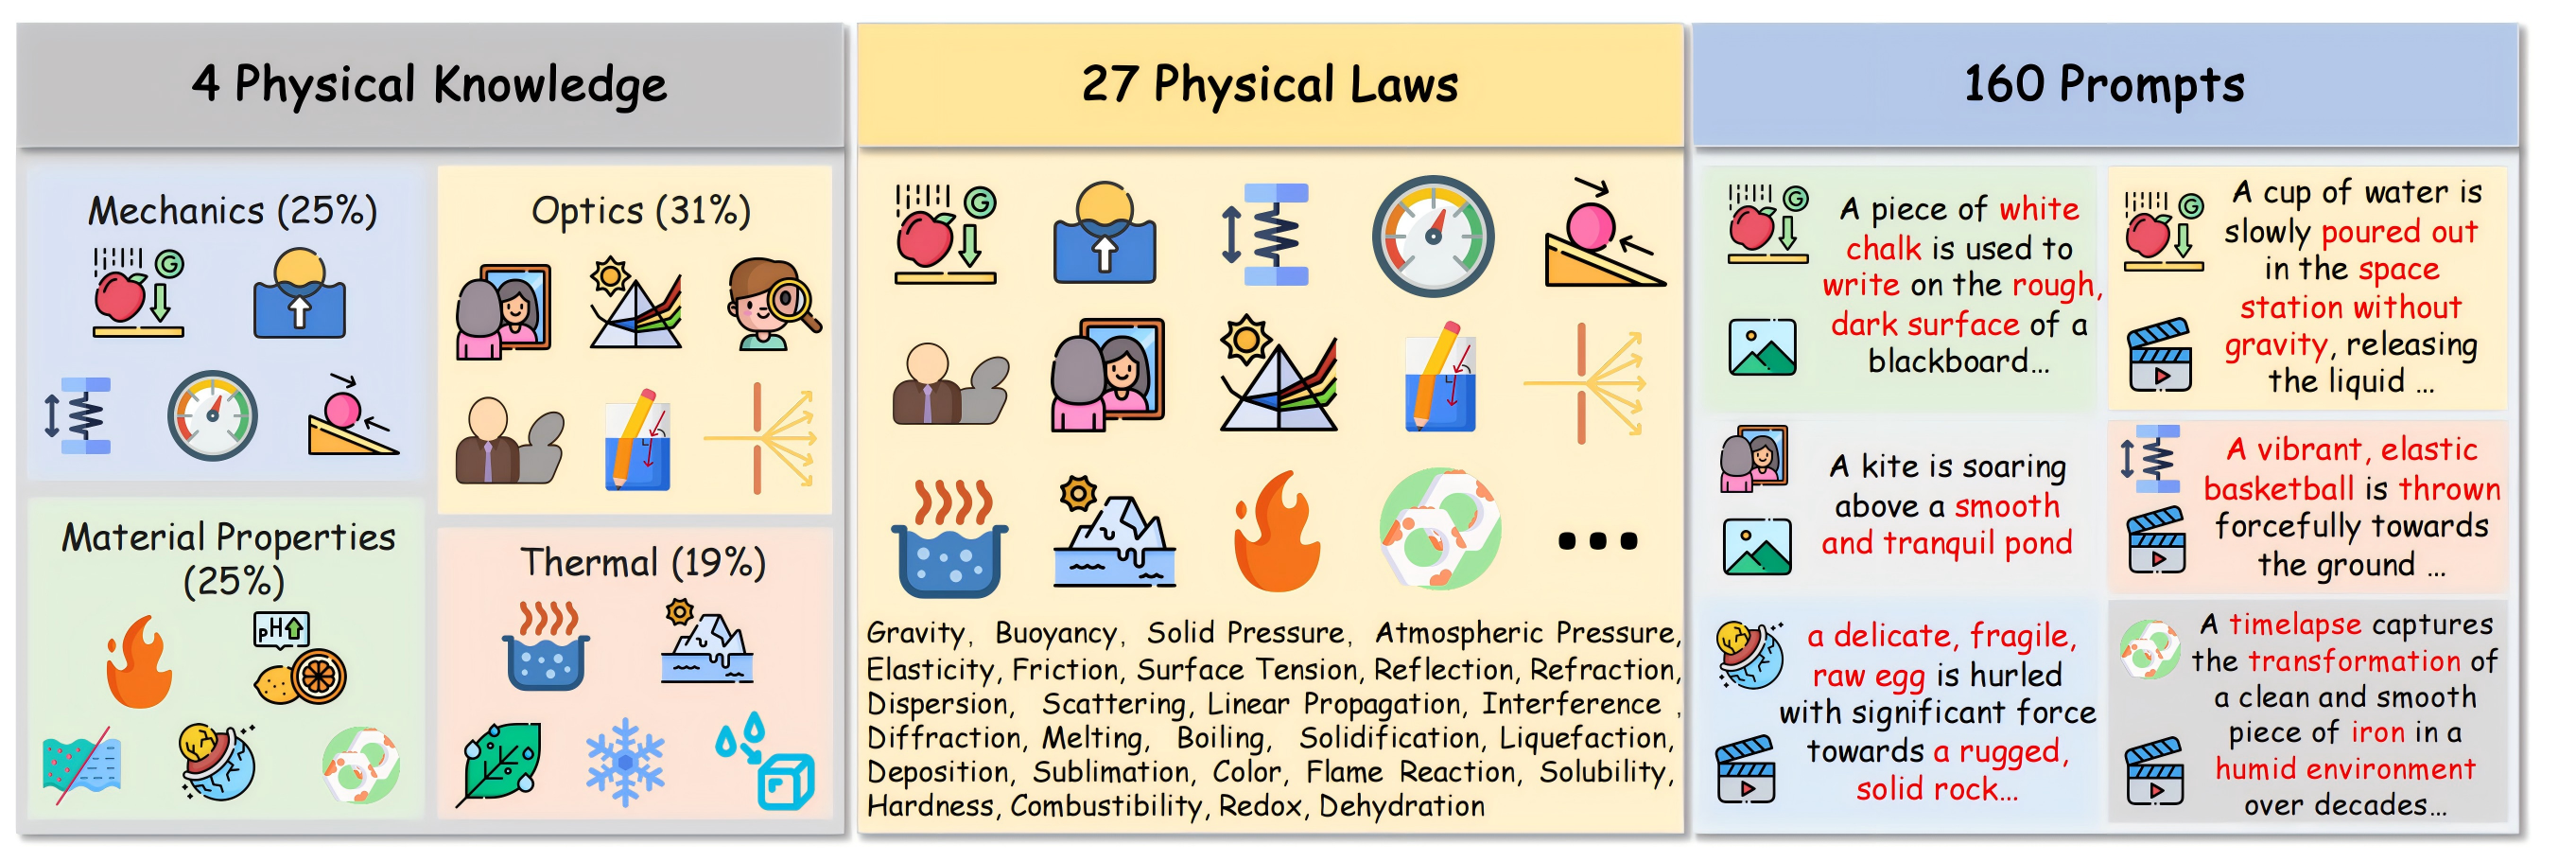 4 Physical Knowledge
Mechanics (25%)
G
Optics (31%)
Material Properties
(25%)
pH
Thermal (19%)
27 Physical Laws
G
Gravity, Buoyancy, Solid Pressure, Atmospheric Pressure,
Elasticity, Friction, Surface Tension, Reflection, Refraction,
Dispersion, Scattering, Linear Propagation, Interference ,
Diffraction, Melting, Boiling, Solidification, Liquefaction,
Deposition, Sublimation, Color, Flame Reaction, Solubility,
Hardness, Combustibility, Redox, Dehydration
160 Prompts
G
A piece of white
chalk is used to
write on the rough,
dark surface of a
blackboard...
G
A cup of water is
slowly poured out
in the space
station without
gravity, releasing
the liquid ...
A kite is soaring
above a smooth
and tranquil pond
A vibrant, elastic
basketball is thrown
forcefully towards
the ground ...
a delicate, fragile,
raw egg is hurled
with significant force
towards a rugged,
solid rock...
A timelapse captures
the transformation of
a clean and smooth
piece of iron in a
humid environment
over decades...